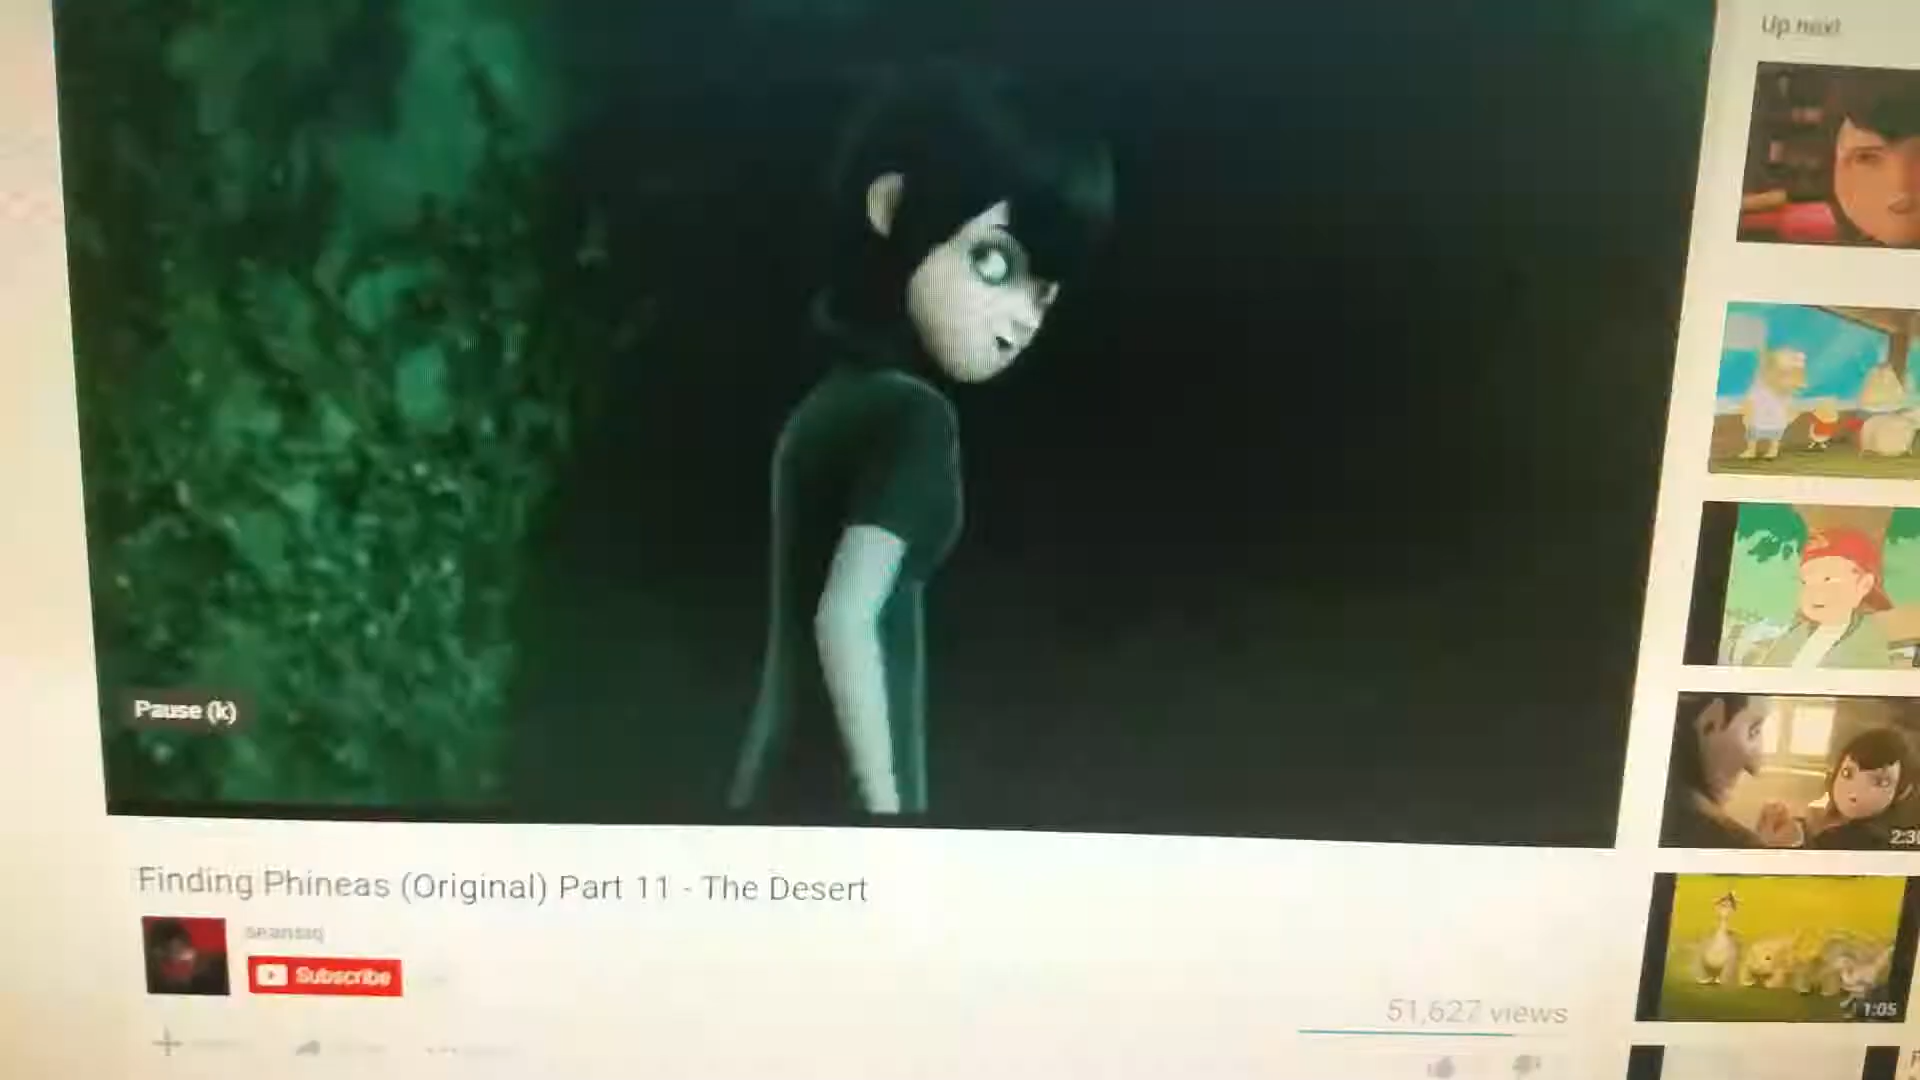 Up next
Pause (k)
Finding Phineas (Original) Part 11 - The Desert
Subscribe
51,627 views
2:3
1:05